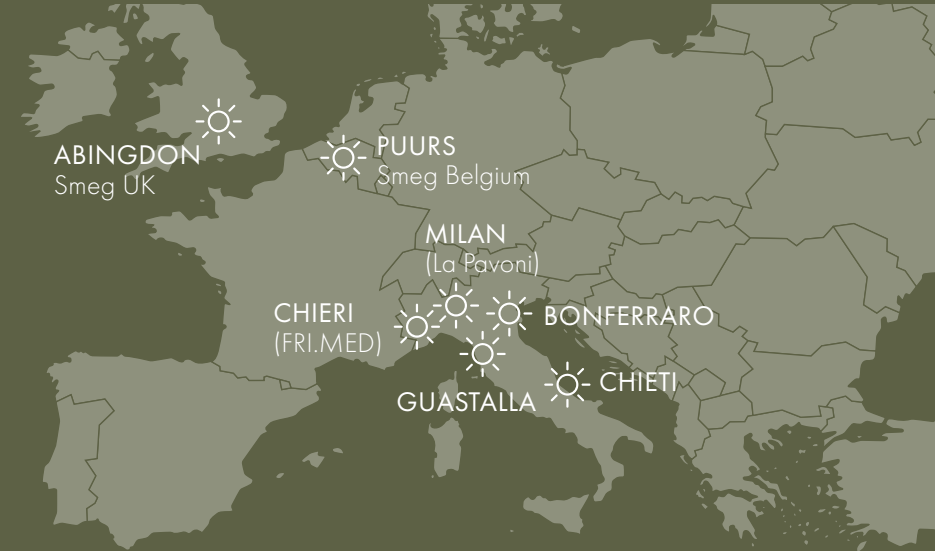 ABINGDON
Smeg UK
PUURS
Smeg Belgium
MILAN
(La Pavoni)
CHIERI
(FRI.MED)
BONFERRARO
CHIETI
GUASTALLA